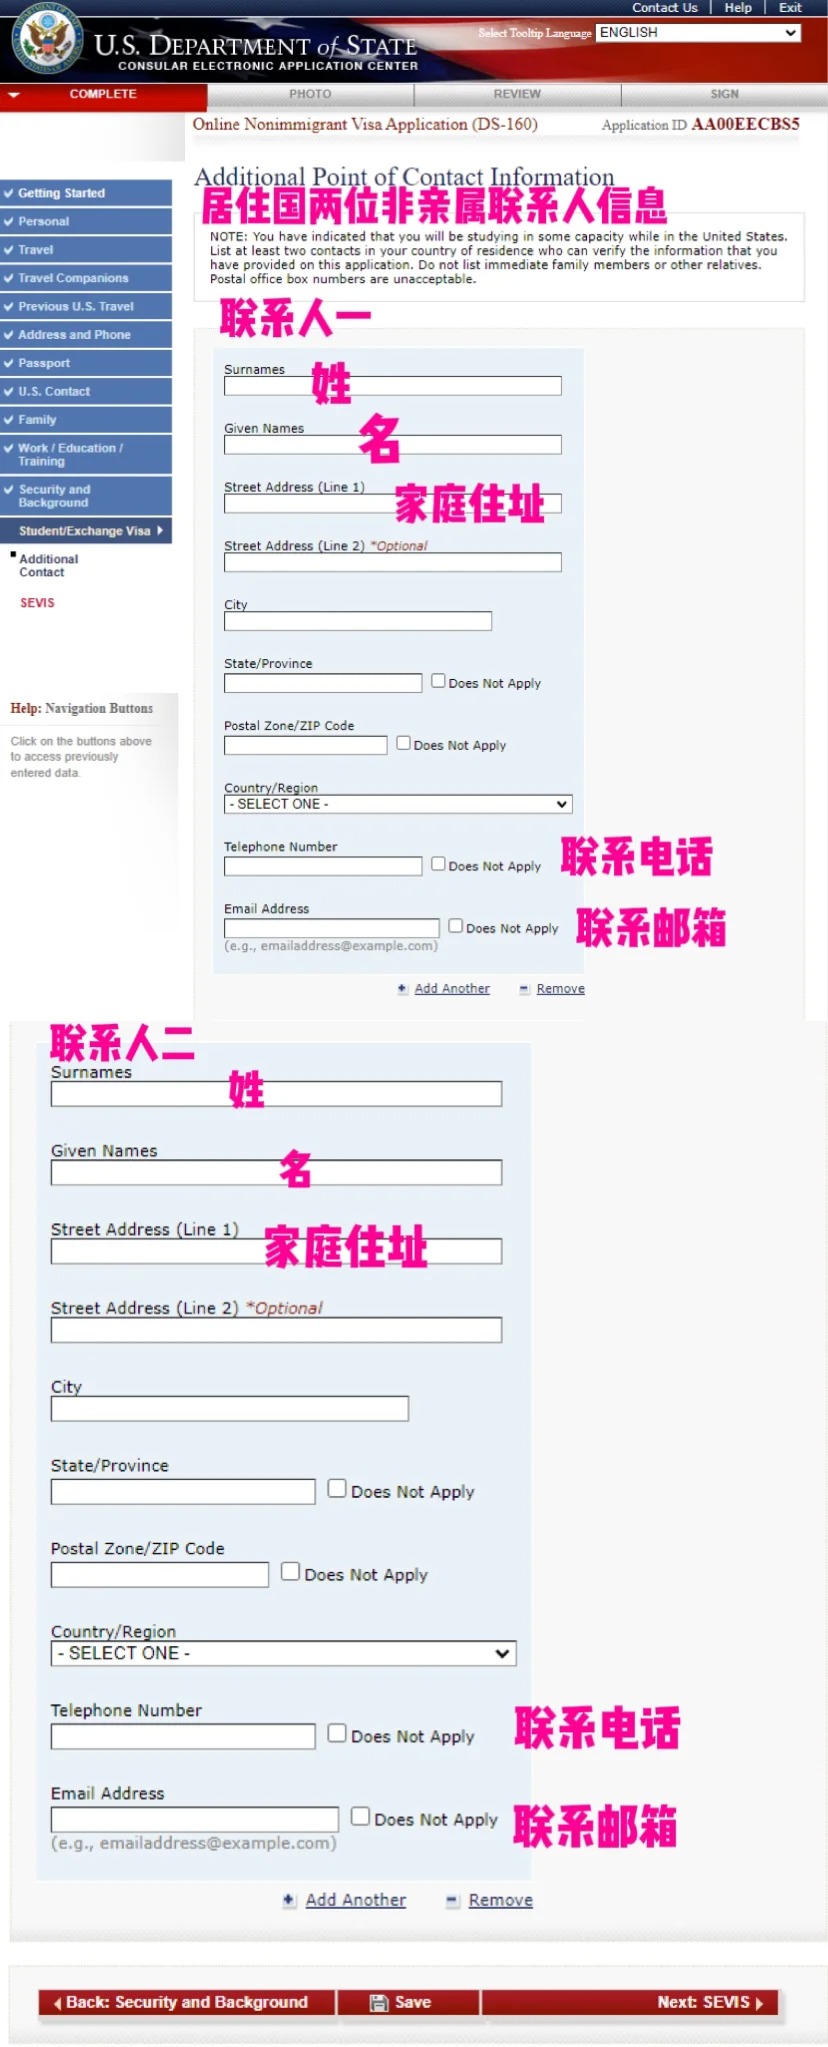 Contact Us | Help | Exit
U.S. DEPARTMENT of STATE
CONSULAR ELECTRONIC APPLICATION CENTER
Select Tooltip Language ENGLISH
COMPLETE PHOTO REVIEW SIGN
Online Nonimmigrant Visa Application (DS-160) Application ID AA00EECBS5
Additional Point of Contact Information
居住国两位非亲属联系人信息
NOTE: You have indicated that you will be studying in some capacity while in the United States.
List at least two contacts in your country of residence who can verify the information that you
have provided on this application. Do not list immediate family members or other relatives.
Postal office box numbers are unacceptable.
Getting Started
Personal
Travel
Travel Companions
Previous U.S. Travel
Address and Phone
Passport
U.S. Contact
Family
Work / Education /
Training
Security and
Background
Student/Exchange Visa
Additional
Contact
SEVIS
Help: Navigation Buttons
Click on the buttons above
to access previously
entered data.
联系人一
Surnames
姓
Given Names
名
Street Address (Line 1)
家庭住址
Street Address (Line 2) *Optional
City
State/Province
Does Not Apply
Postal Zone/ZIP Code
Does Not Apply
Country/Region
- SELECT ONE -
Telephone Number
Does Not Apply
联系电话
Email Address
Does Not Apply
联系邮箱
(e.g., emailaddress@example.com)
Add Another Remove
联系人二
Surnames
姓
Given Names
名
Street Address (Line 1)
家庭住址
Street Address (Line 2) *Optional
City
State/Province
Does Not Apply
Postal Zone/ZIP Code
Does Not Apply
Country/Region
- SELECT ONE -
Telephone Number
Does Not Apply
联系电话
Email Address
Does Not Apply
联系邮箱
(e.g., emailaddress@example.com)
Add Another Remove
Back: Security and Background Save Next: SEVIS